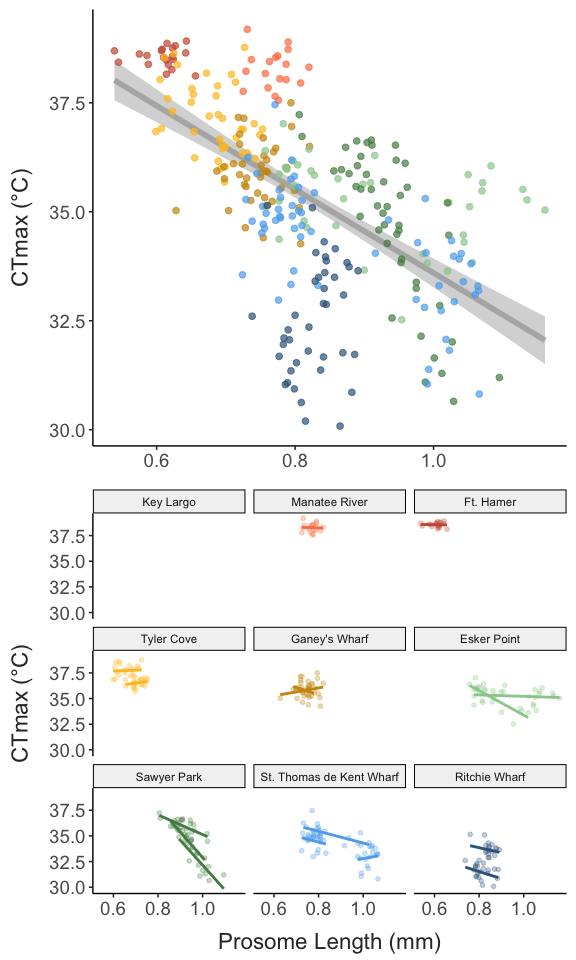 CTmax (°C)
37.5
35.0
32.5
30.0
0.6 0.8 1.0
Key Largo Manatee River Ft. Hamer
CTmax (°C)
37.5
35.0
32.5
30.0
Tyler Cove Ganey's Wharf Esker Point
37.5
35.0
32.5
30.0
Sawyer Park St. Thomas de Kent Wharf Ritchie Wharf
37.5
35.0
32.5
30.0
0.6 0.8 1.0 0.6 0.8 1.0 0.6 0.8 1.0
Prosome Length (mm)